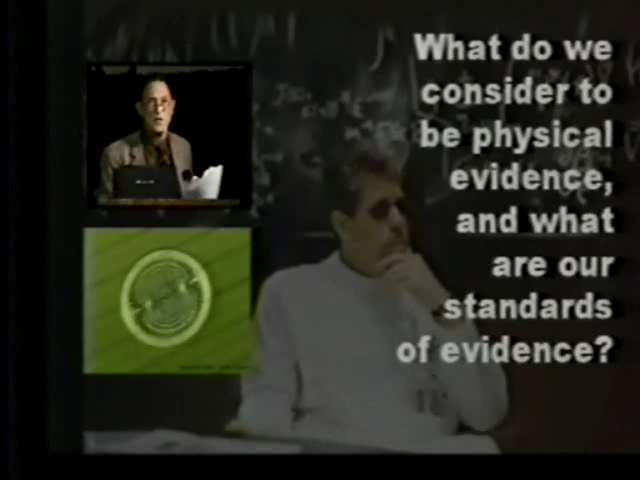 What do we
consider to
be physical
evidence,
and what
are our
standards
of evidence?